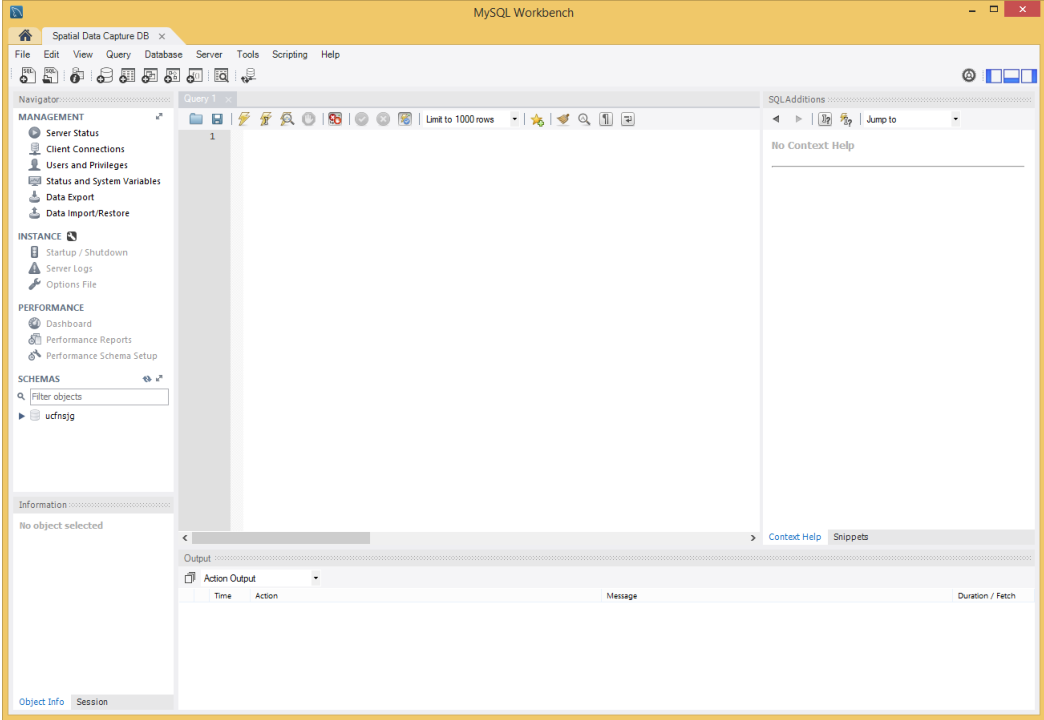 MySQL Workbench
Spatial Data Capture DB
File Edit View Query Database Server Tools Scripting Help
Navigator
MANAGEMENT
Server Status
Client Connections
Users and Privileges
Status and System Variables
Data Export
Data Import/Restore
INSTANCE
Startup / Shutdown
Server Logs
Options File
PERFORMANCE
Dashboard
Performance Reports
Performance Schema Setup
SCHEMAS
Filter objects
ucfnsjg
Information
No object selected
Object Info Session
Query 1
Limit to 1000 rows
1
SQLAdditions
Jump to
No Context Help
Context Help Snippets
Output
Action Output
Time Action Message Duration / Fetch